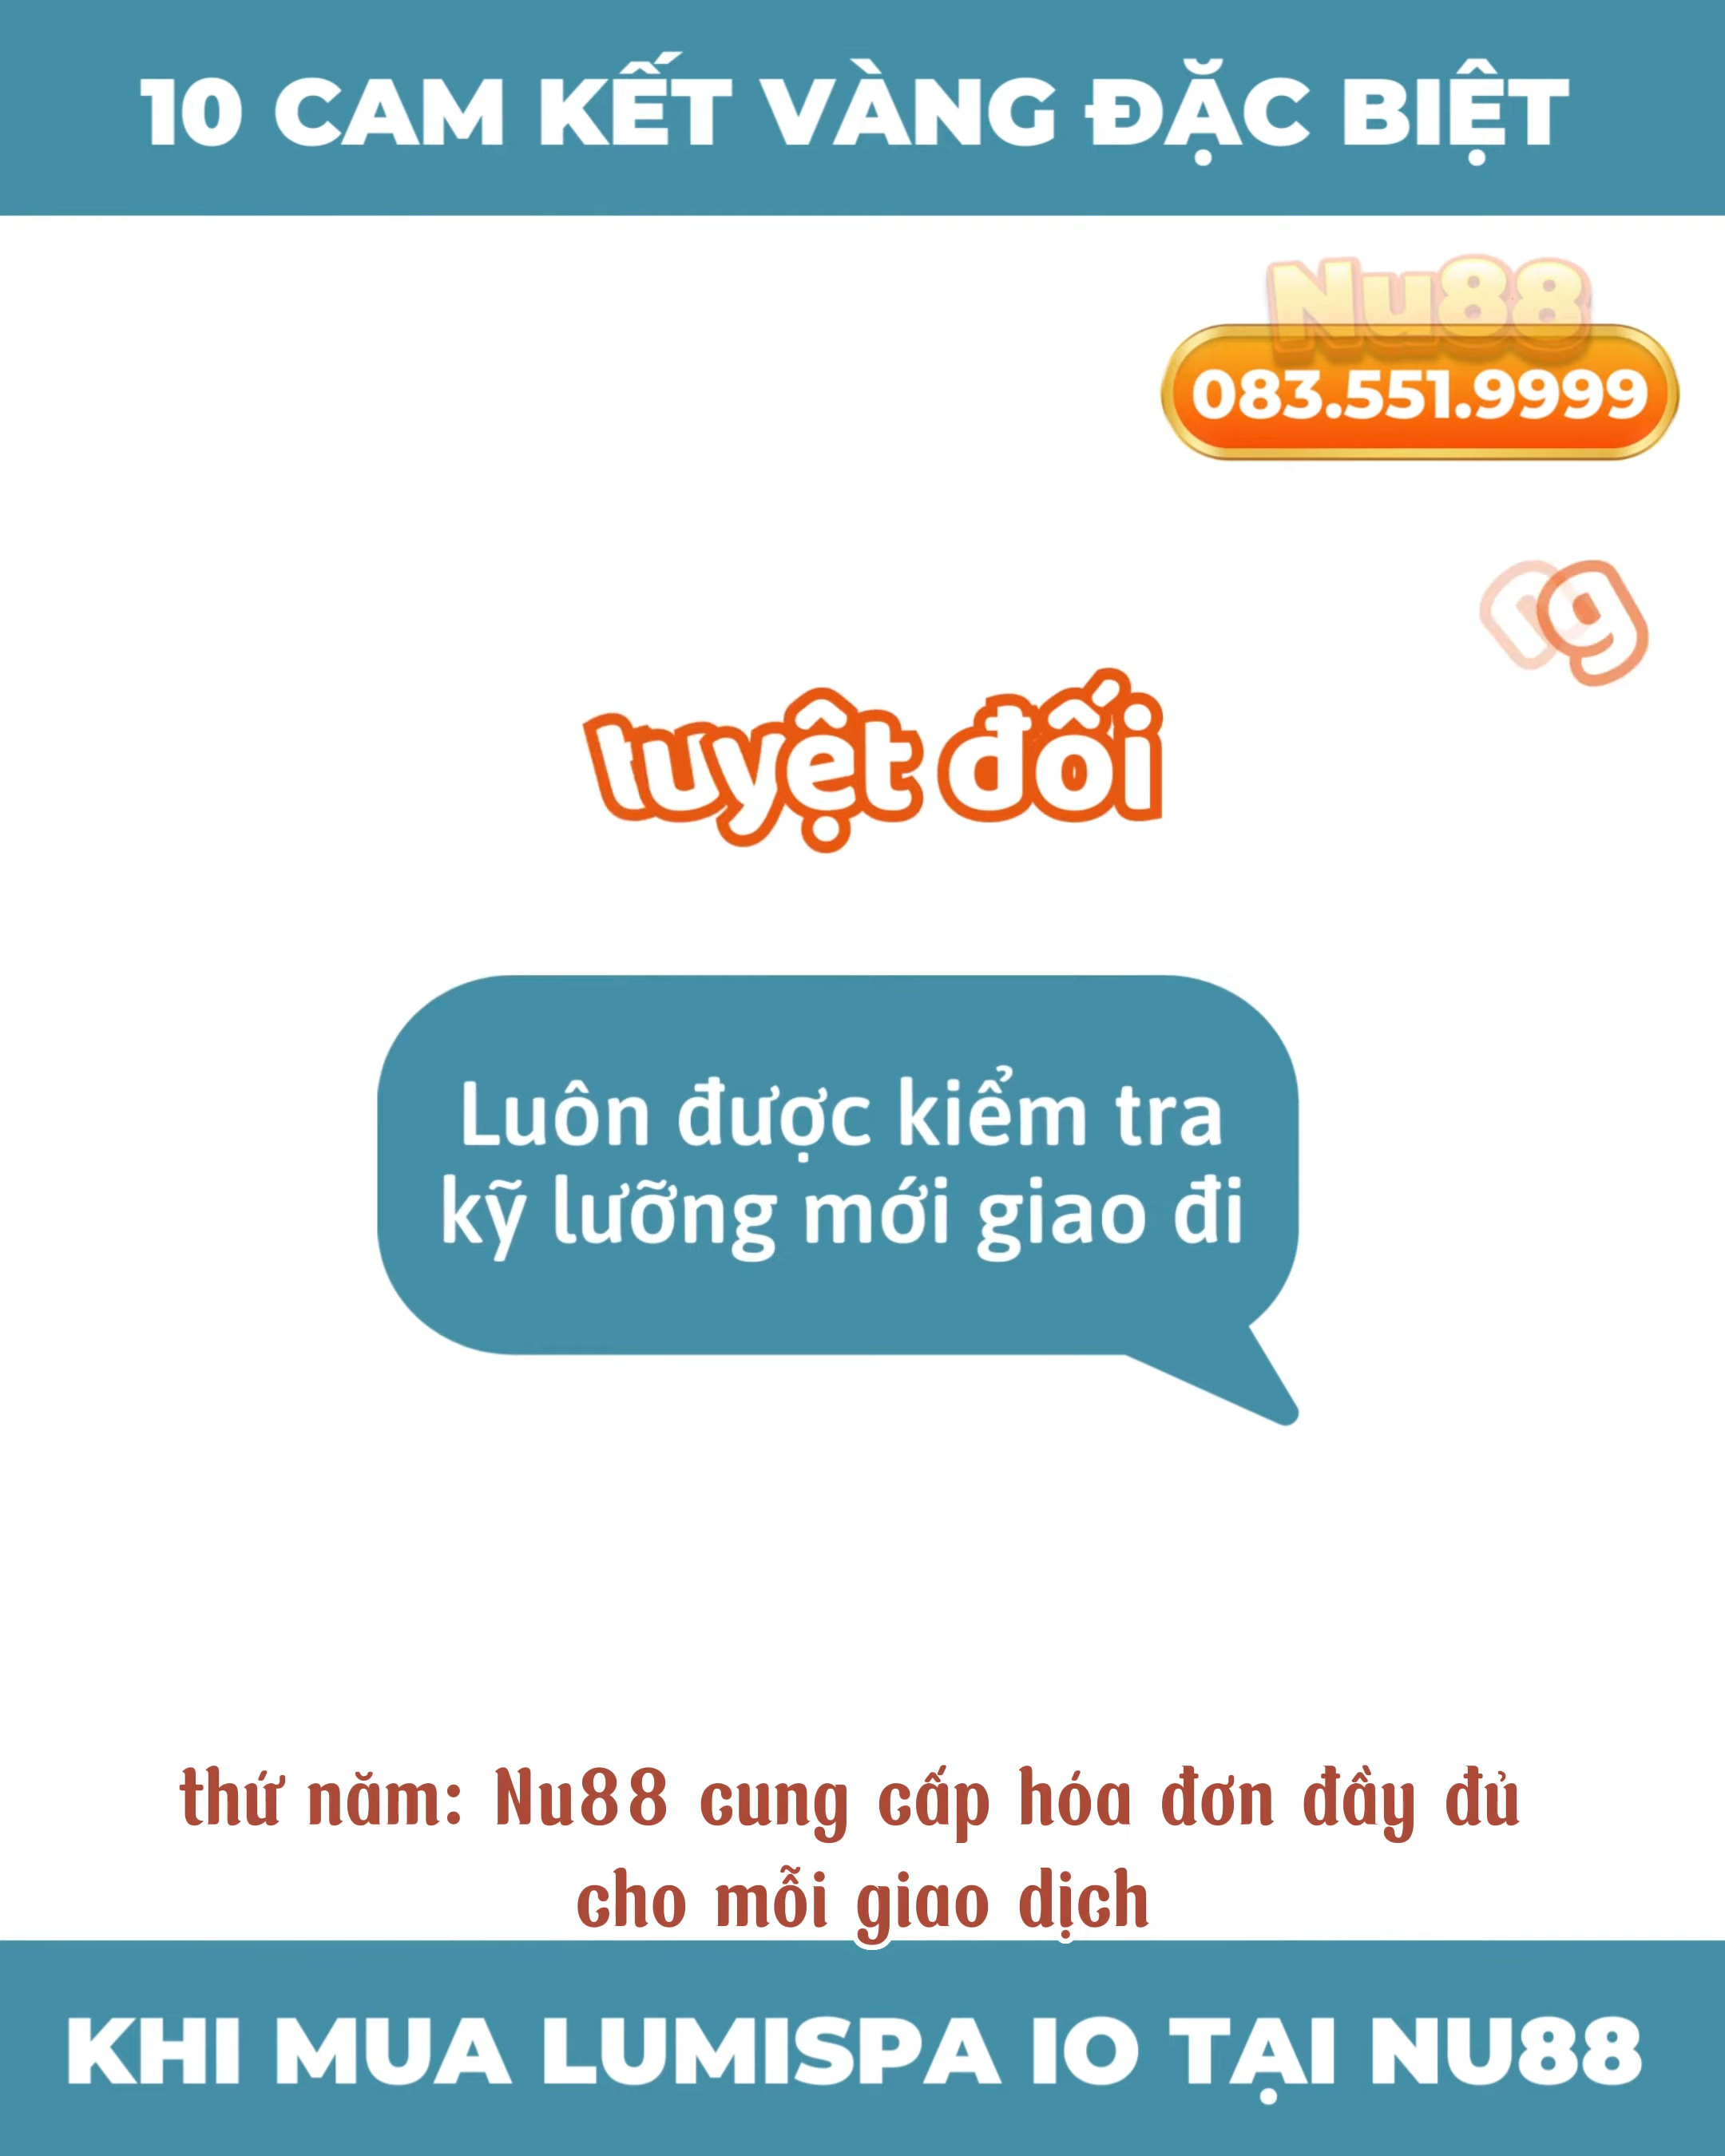 10 CAM KẾT VÀNG ĐẶC BIỆT
Nu88
083.551.9999
g
tuyệt đối
Luôn được kiểm tra
kỹ lưỡng mới giao đi
thứ năm: Nu88 cung cấp hóa đơn đầy đủ
cho mỗi giao dịch
KHI MUA LUMISPA IO TẠI NU88